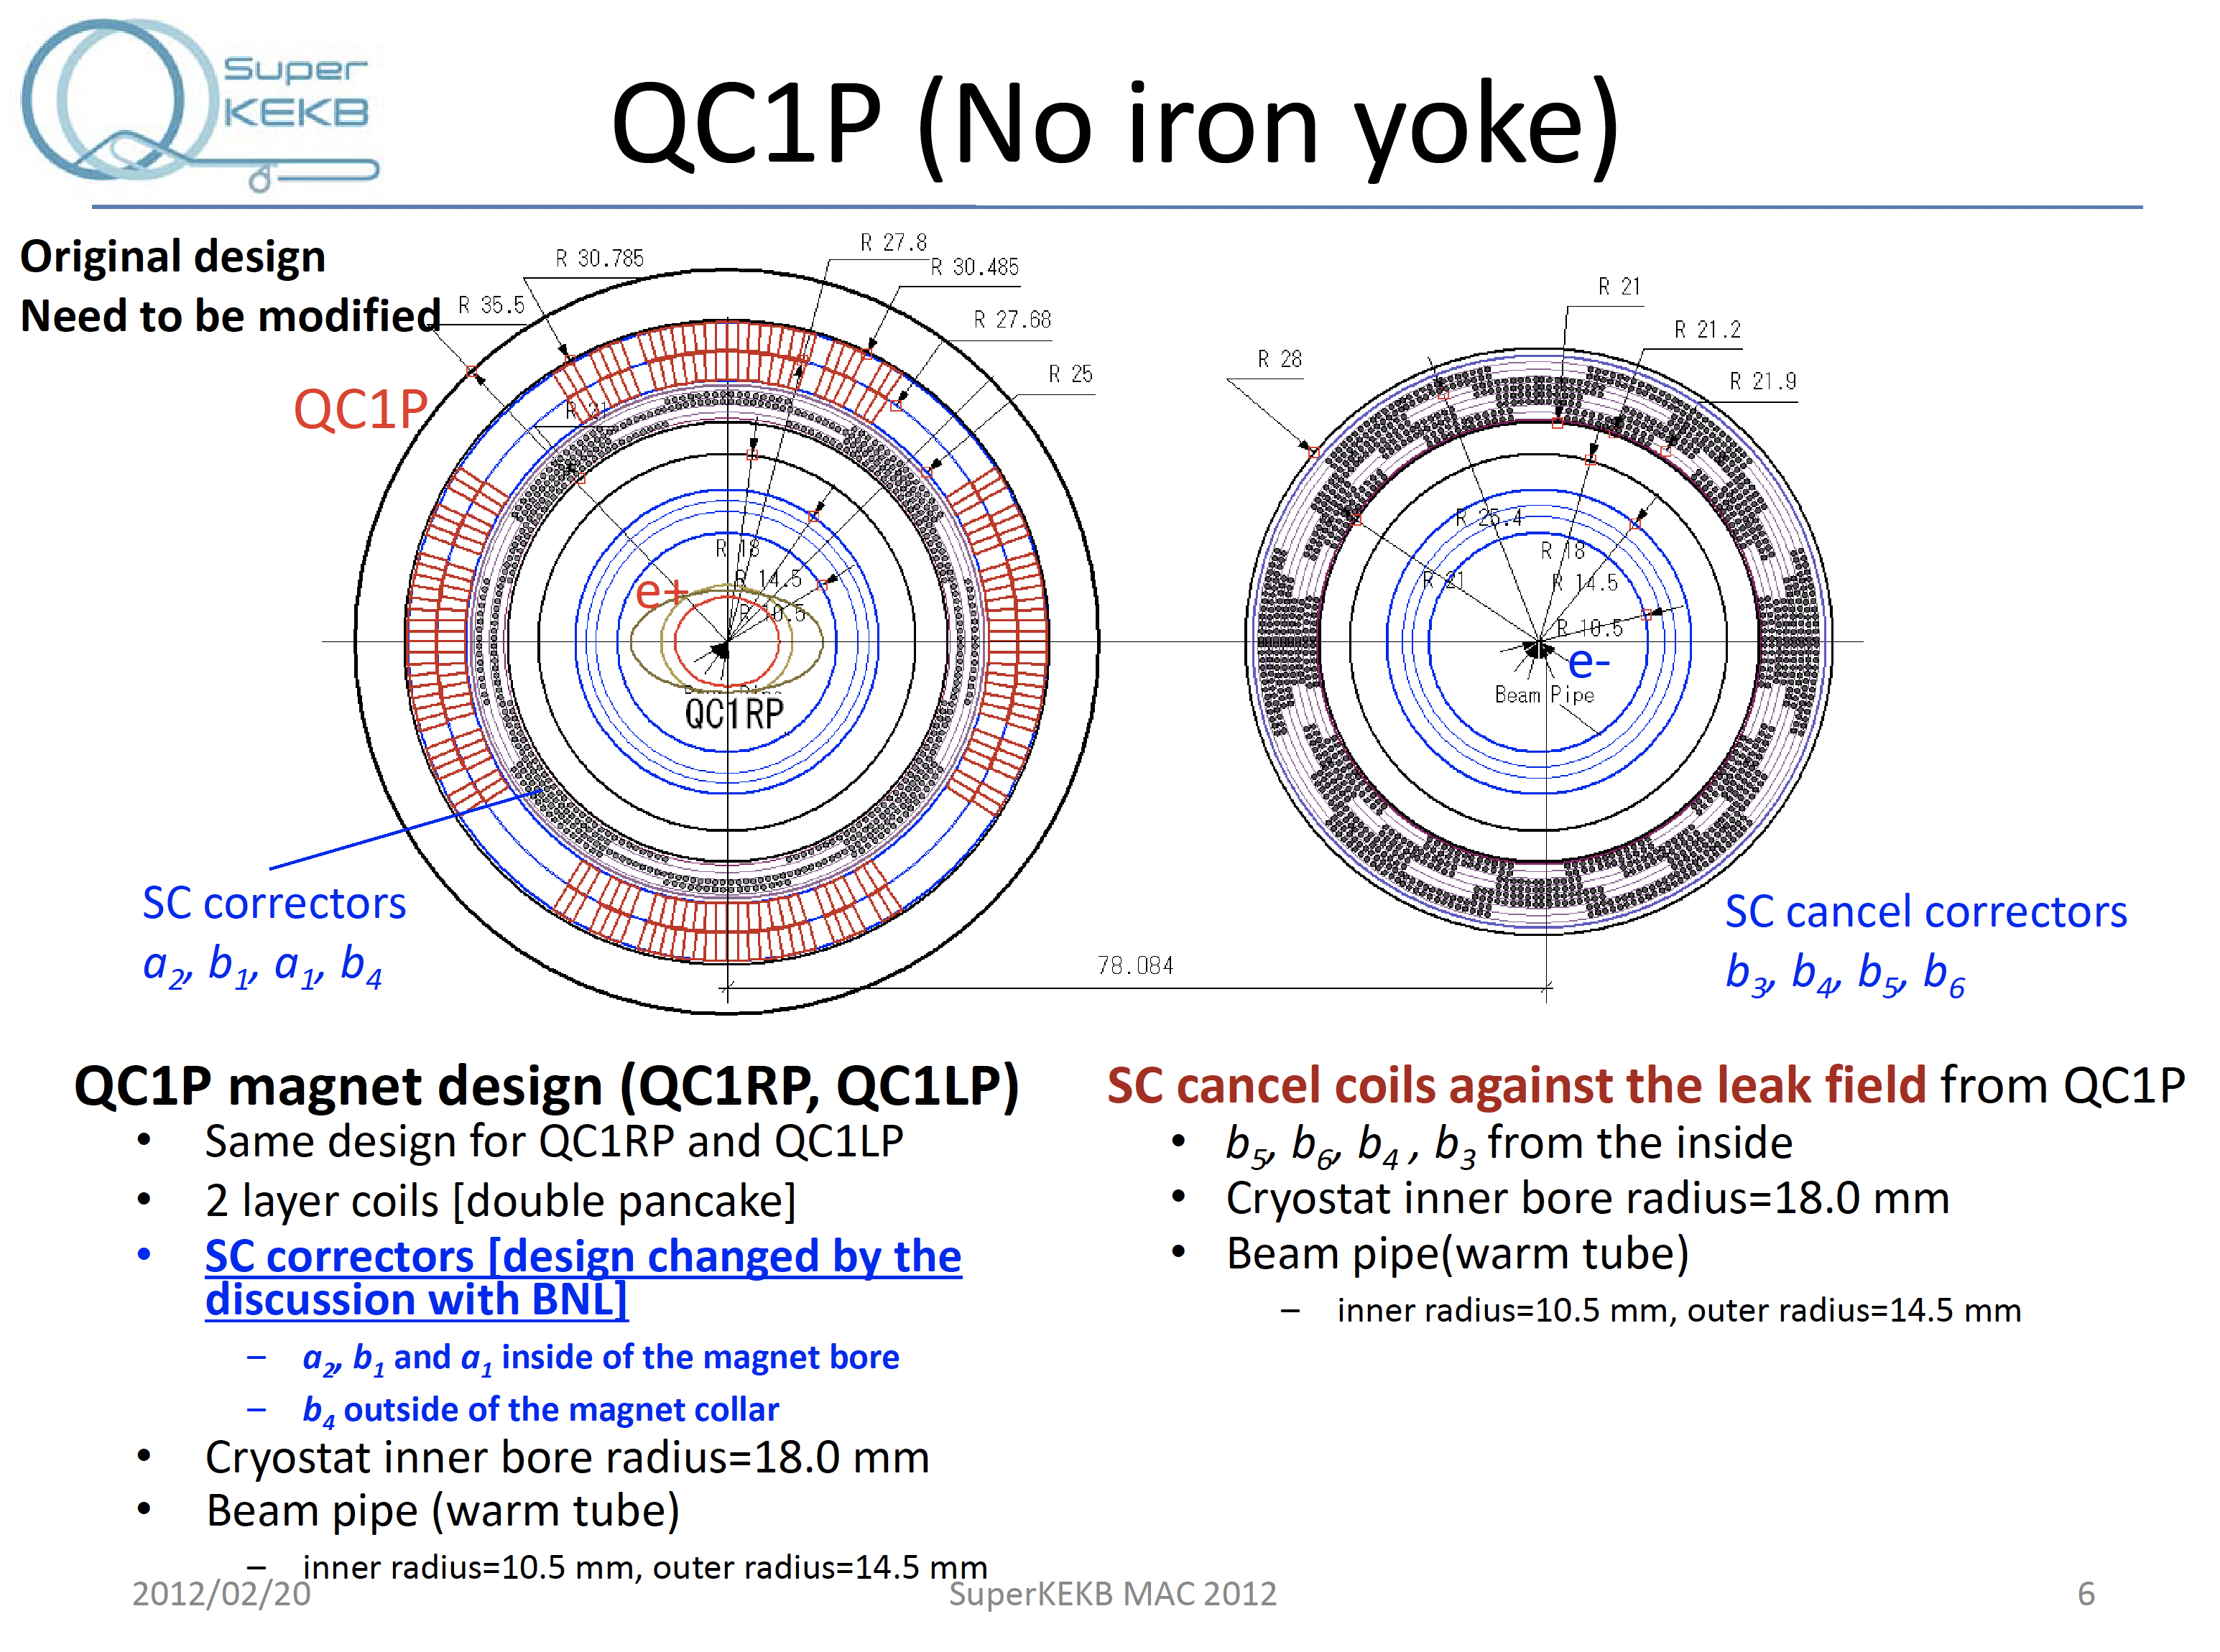 Super
KEKB
QC1P (No iron yoke)
Original design
Need to be modified
R 35.5
R 30.785
R 27.8
R 30.485
R 27.68
R 25
QC1P
R 21
R 18
R 14.5
R 10.5
e+
QC1RP
R 21
R 21.2
R 21.9
R 28
R 25.4
R 18
R 21
R 14.5
R 10.5
e-
Beam Pipe
78.084
SC correctors
a2, b1, a1, b4
SC cancel correctors
b3, b4, b5, b6
QC1P magnet design (QC1RP, QC1LP)
• Same design for QC1RP and QC1LP
• 2 layer coils [double pancake]
• SC correctors [design changed by the
discussion with BNL]
– a2, b1 and a1 inside of the magnet bore
– b4 outside of the magnet collar
• Cryostat inner bore radius=18.0 mm
• Beam pipe (warm tube)
– inner radius=10.5 mm, outer radius=14.5 mm
SC cancel coils against the leak field from QC1P
• b5, b6, b4 , b3 from the inside
• Cryostat inner bore radius=18.0 mm
• Beam pipe(warm tube)
– inner radius=10.5 mm, outer radius=14.5 mm
2012/02/20
SuperKEKB MAC 2012
6